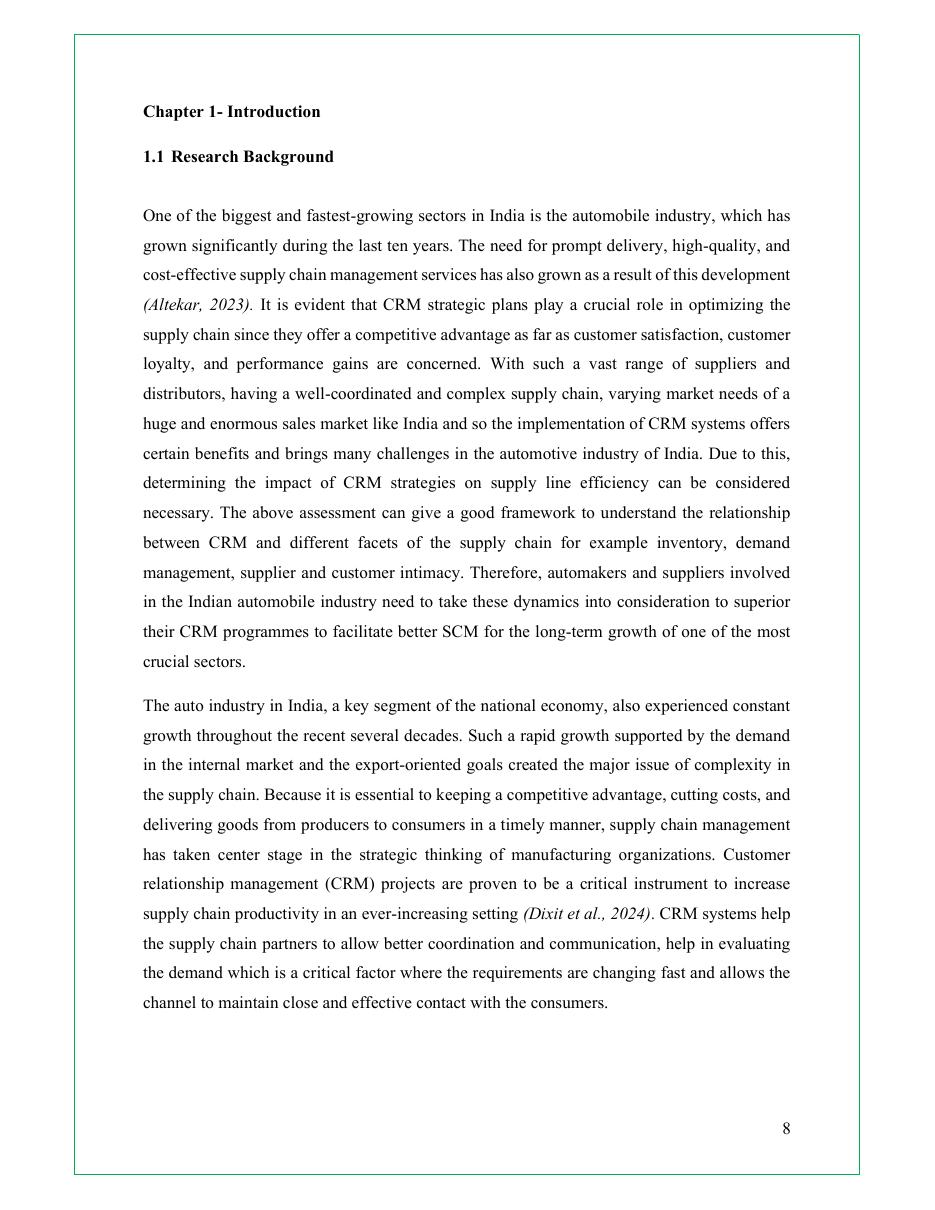 Chapter 1- Introduction
1.1 Research Background
One of the biggest and fastest-growing sectors in India is the automobile industry, which has
grown significantly during the last ten years. The need for prompt delivery, high-quality, and
cost-effective supply chain management services has also grown as a result of this development
(Altekar, 2023). It is evident that CRM strategic plans play a crucial role in optimizing the
supply chain since they offer a competitive advantage as far as customer satisfaction, customer
loyalty, and performance gains are concerned. With such a vast range of suppliers and
distributors, having a well-coordinated and complex supply chain, varying market needs of a
huge and enormous sales market like India and so the implementation of CRM systems offers
certain benefits and brings many challenges in the automotive industry of India. Due to this,
determining the impact of CRM strategies on supply line efficiency can be considered
necessary. The above assessment can give a good framework to understand the relationship
between CRM and different facets of the supply chain for example inventory, demand
management, supplier and customer intimacy. Therefore, automakers and suppliers involved
in the Indian automobile industry need to take these dynamics into consideration to superior
their CRM programmes to facilitate better SCM for the long-term growth of one of the most
crucial sectors.
The auto industry in India, a key segment of the national economy, also experienced constant
growth throughout the recent several decades. Such a rapid growth supported by the demand
in the internal market and the export-oriented goals created the major issue of complexity in
the supply chain. Because it is essential to keeping a competitive advantage, cutting costs, and
delivering goods from producers to consumers in a timely manner, supply chain management
has taken center stage in the strategic thinking of manufacturing organizations. Customer
relationship management (CRM) projects are proven to be a critical instrument to increase
supply chain productivity in an ever-increasing setting (Dixit et al., 2024). CRM systems help
the supply chain partners to allow better coordination and communication, help in evaluating
the demand which is a critical factor where the requirements are changing fast and allows the
channel to maintain close and effective contact with the consumers.
8